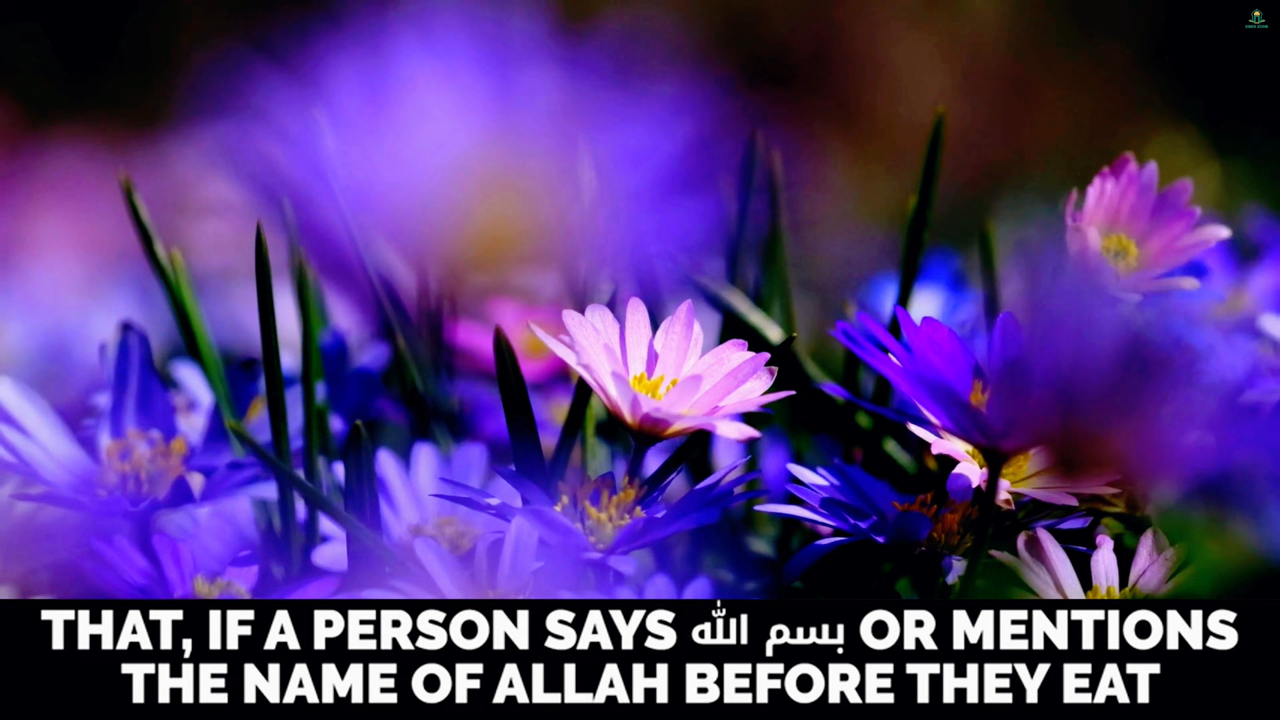 THAT, IF A PERSON SAYS بسم الله OR MENTIONS
THE NAME OF ALLAH BEFORE THEY EAT